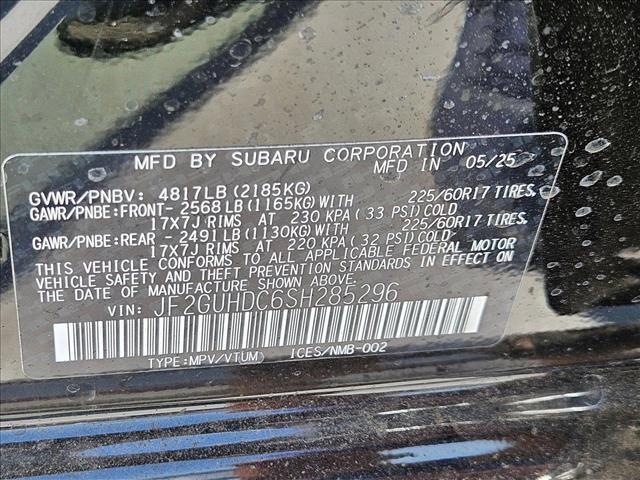 MFD BY SUBARU CORPORATION
MFD IN 05/25
GVWR/PNBV: 4817LB(2185KG)
GAWR/PNBE:FRONT-2568LB(1165KG)WITH 225/60R17 TIRES,
17X7J RIMS AT 230 KPA (33 PSI)COLD
GAWR/PNBE:REAR -2491LB(1130KG)WITH 225/60R17 TIRES,
17X7J RIMS AT 220 KPA (32 PSI)COLD.
THIS VEHICLE CONFORMS TO ALL APPLICABLE FEDERAL MOTOR
VEHICLE SAFETY AND THEFT PREVENTION STANDARDS IN EFFECT ON
THE DATE OF MANUFACTURE SHOWN ABOVE.
VIN: JF2GUHDC6SH285296
TYPE:MPV/VTUM) ICES/NMB-002